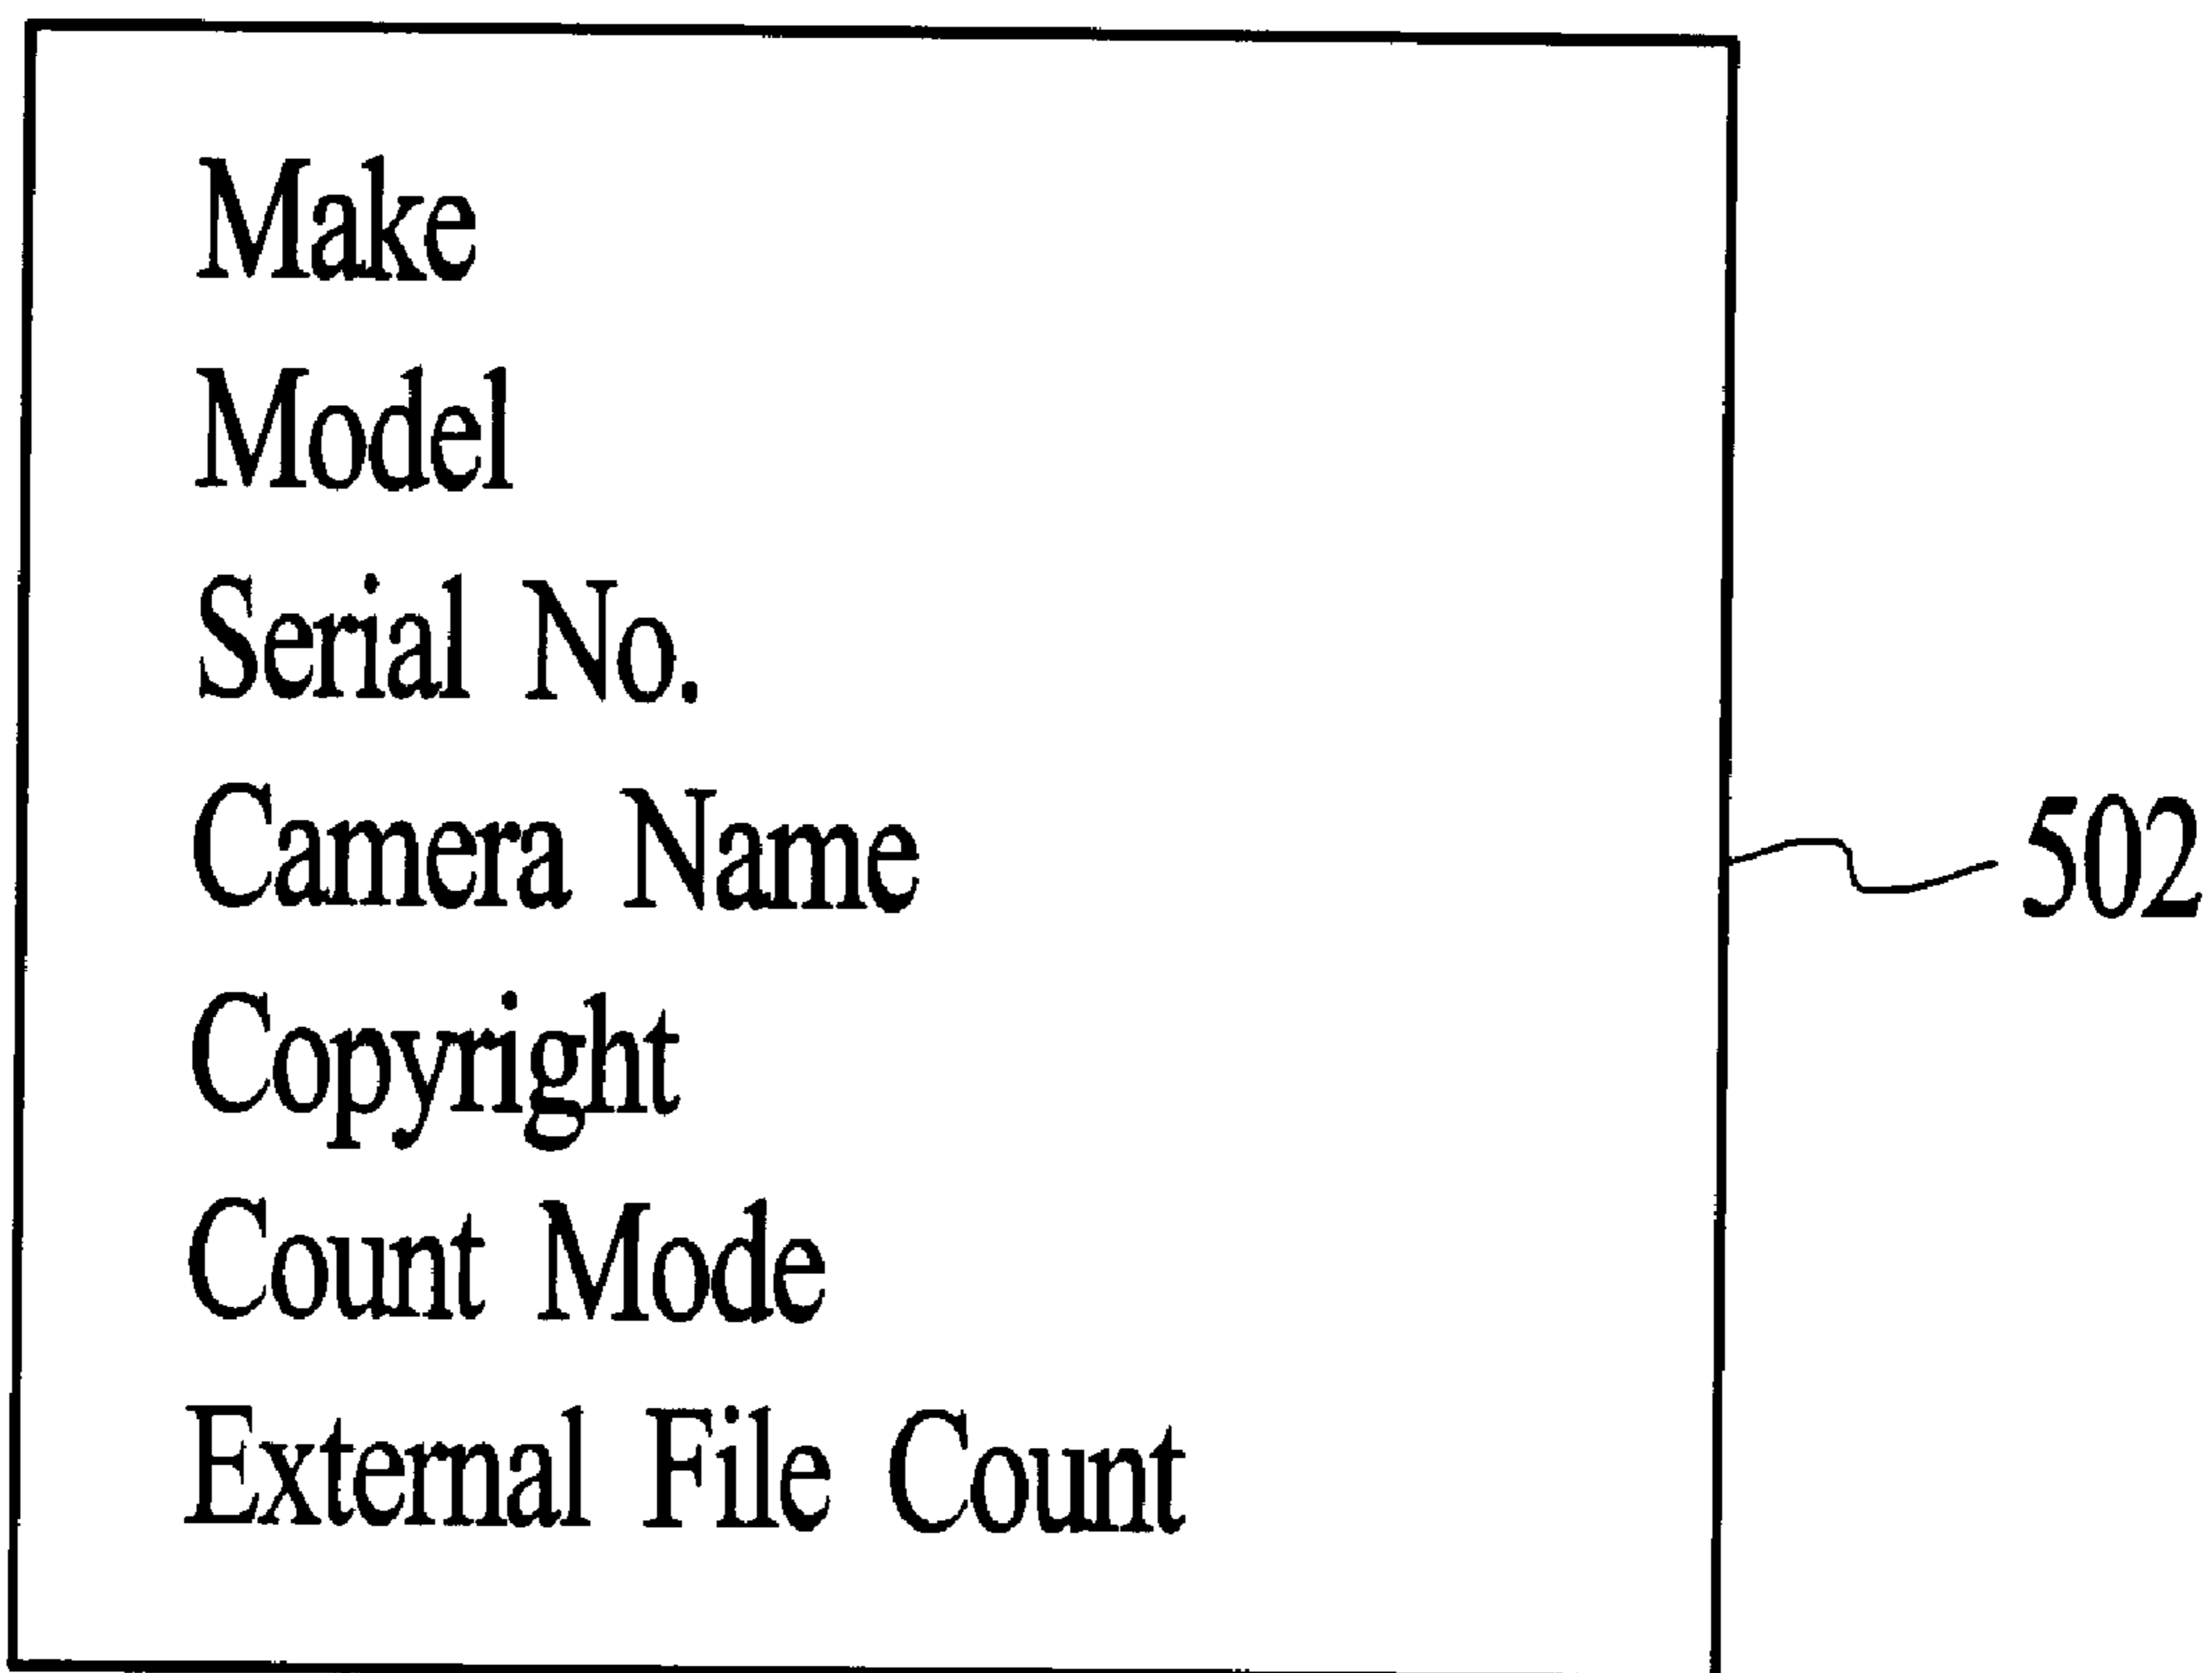 Make
Model
Serial No.
Camera Name
502
Copyright
Count Mode
External File Count